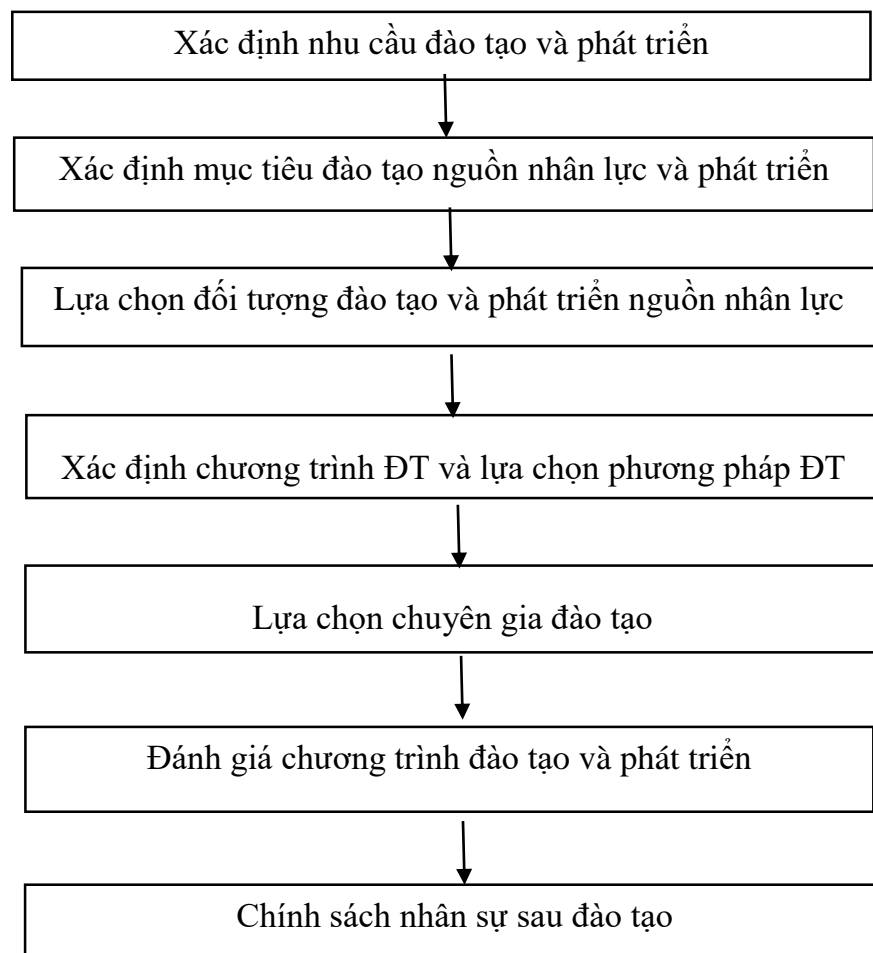 Xác định nhu cầu đào tạo và phát triển
Xác định mục tiêu đào tạo nguồn nhân lực và phát triển
Lựa chọn đối tượng đào tạo và phát triển nguồn nhân lực
Xác định chương trình ĐT và lựa chọn phương pháp ĐT
Lựa chọn chuyên gia đào tạo
Đánh giá chương trình đào tạo và phát triển
Chính sách nhân sự sau đào tạo